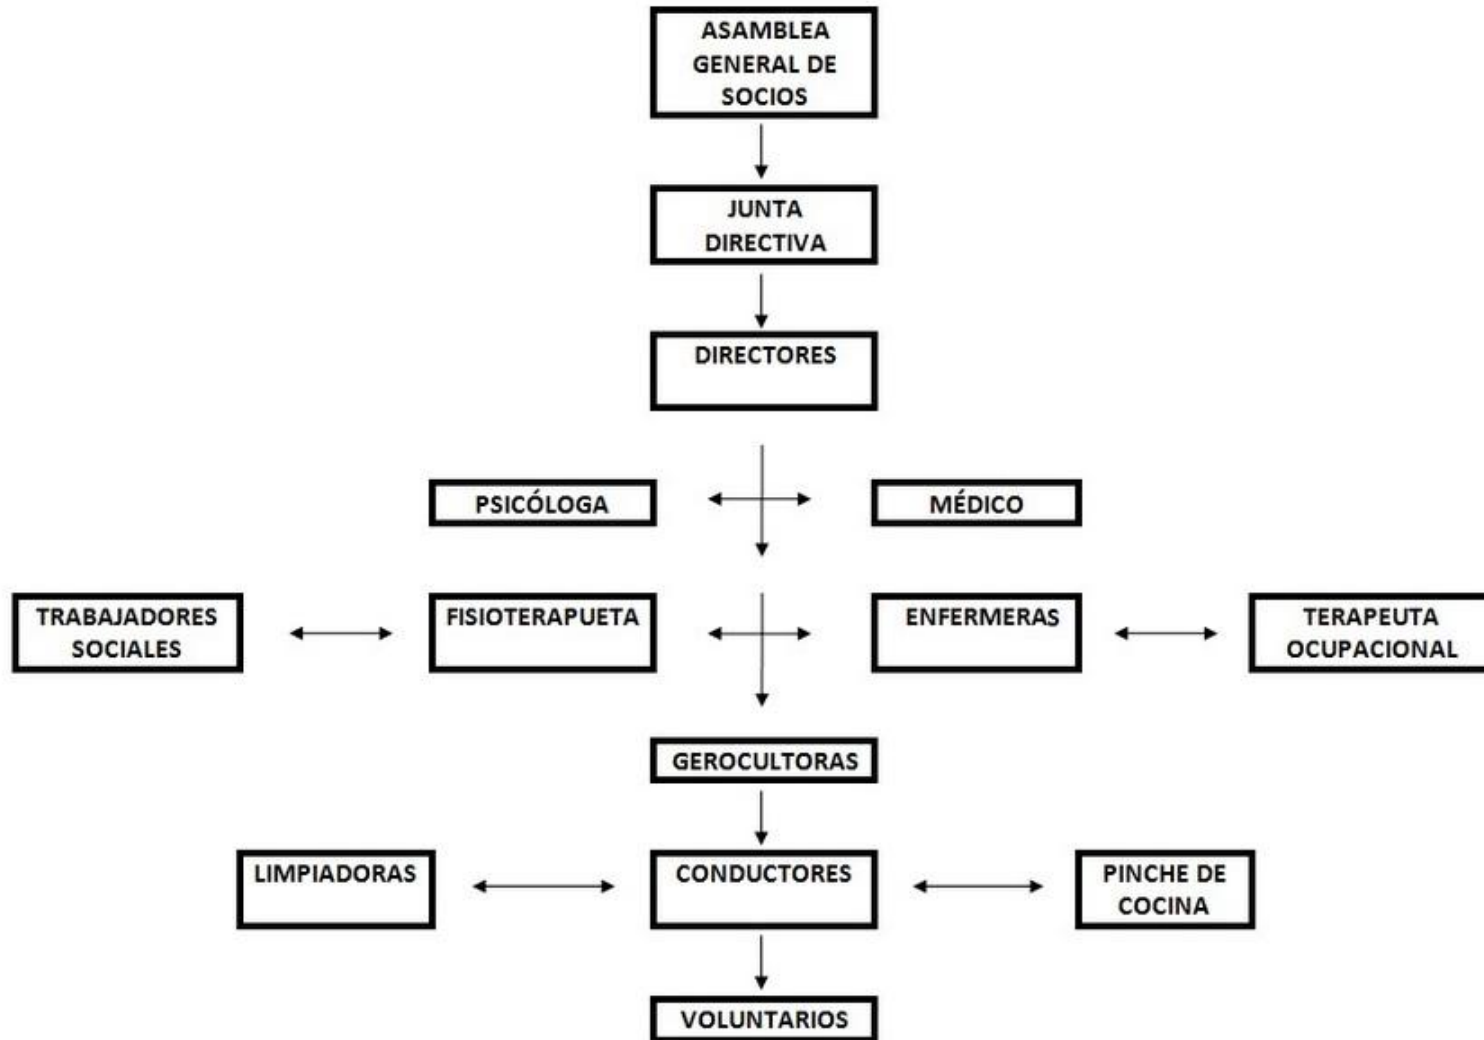 ASAMBLEA
GENERAL DE
SOCIOS
JUNTA
DIRECTIVA
DIRECTORES
PSICÓLOGA
MÉDICO
TRABAJADORES
SOCIALES
FISIOTERAPUETA
ENFERMERAS
TERAPEUTA
OCUPACIONAL
GEROCULTORAS
LIMPIADORAS
CONDUCTORES
PINCHE DE
COCINA
VOLUNTARIOS